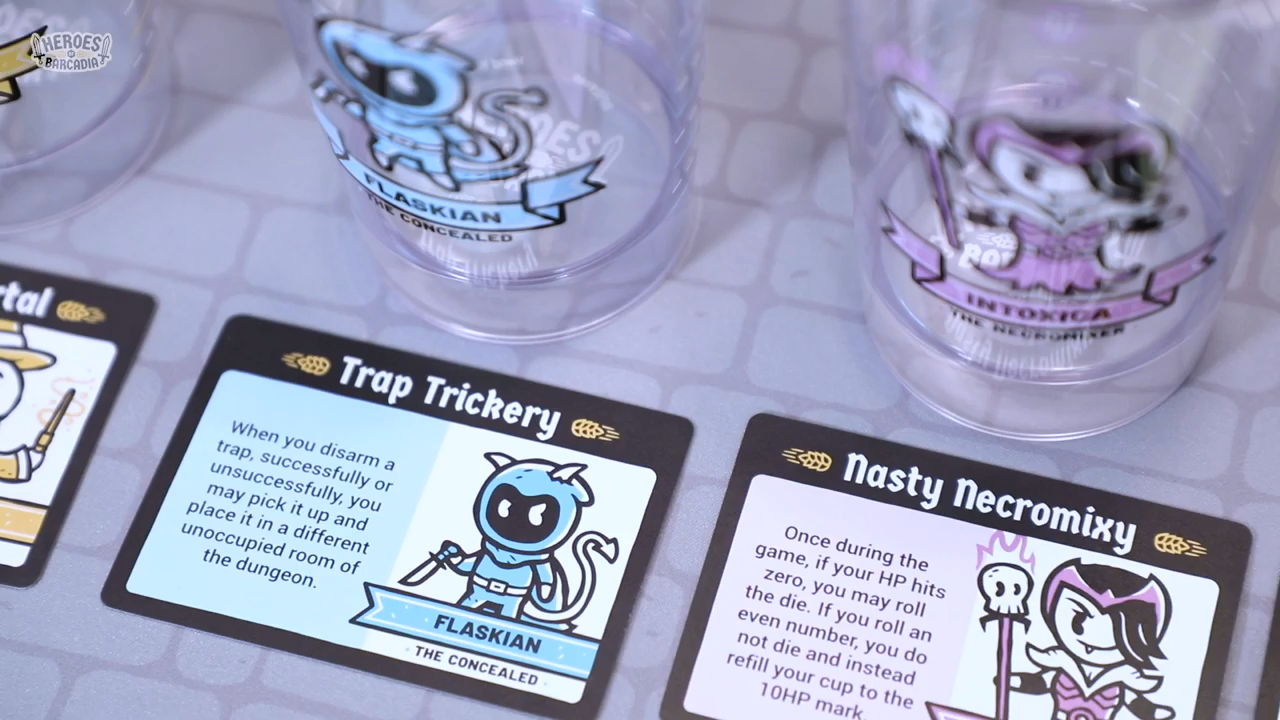 HEROES
OF
BARCADIA
FLASKIAN
THE CONCEALED
INTOXICA
THE NECROMIXER
Trap Trickery
When you disarm a
trap, successfully or
unsuccessfully, you
may pick it up and
place it in a different
unoccupied room of
the dungeon.
FLASKIAN
THE CONCEALED
Nasty Necromixy
Once during the
game, if your HP hits
zero, you may roll
the die. If you roll an
even number, you do
not die and instead
refill your cup to the
10HP mark.